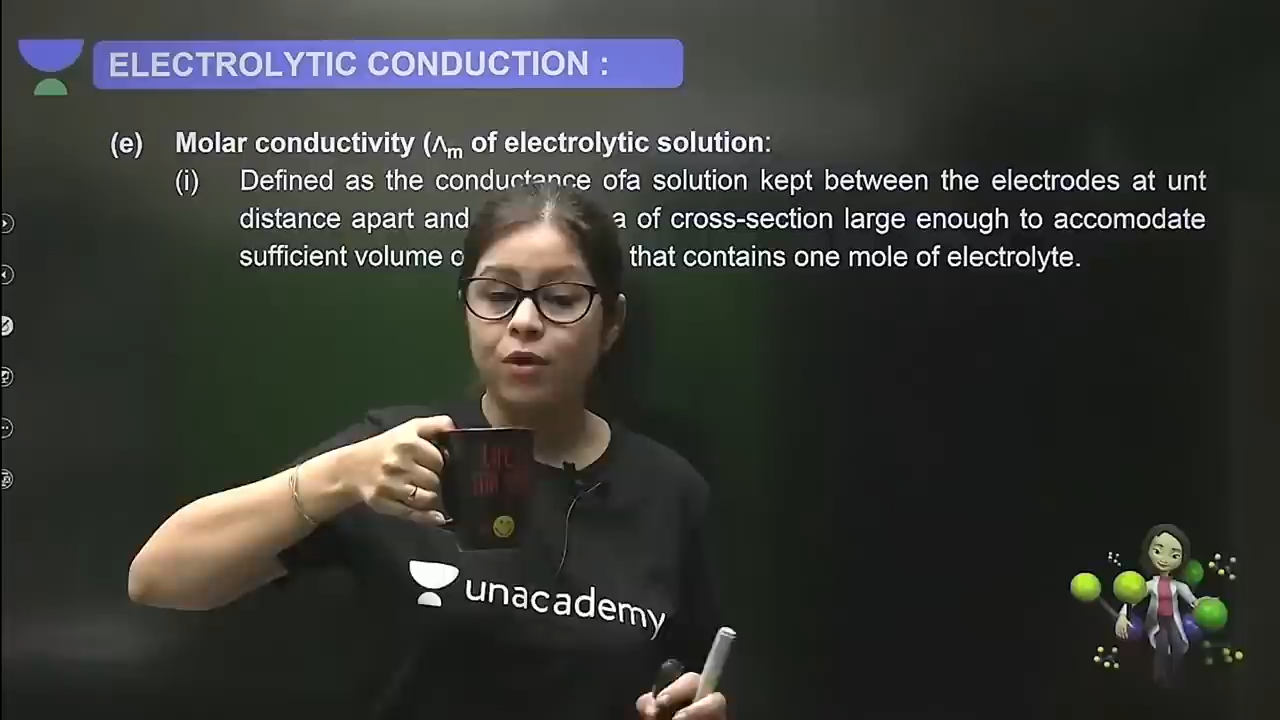 ELECTROLYTIC CONDUCTION :
(e) Molar conductivity (Λm of electrolytic solution:
(i) Defined as the conductance ofa solution kept between the electrodes at unt
distance apart and a of cross-section large enough to accomodate
sufficient volume that contains one mole of electrolyte.
unacademy